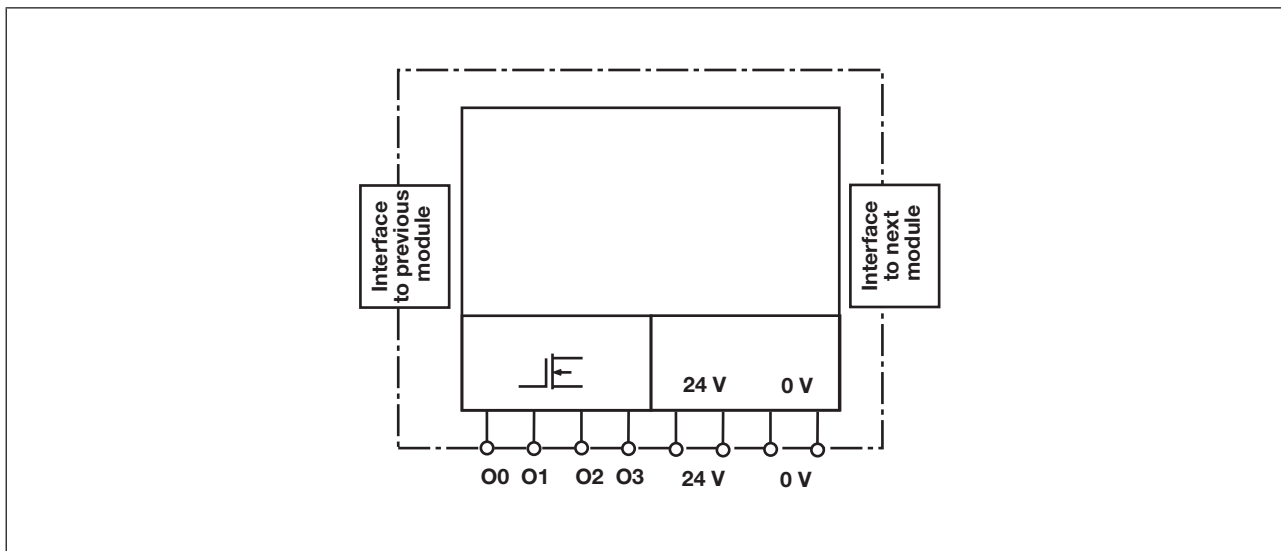 Interface
to previous
module
Interface
to next
module
24 V 0 V
O0 O1 O2 O3 24 V 0 V